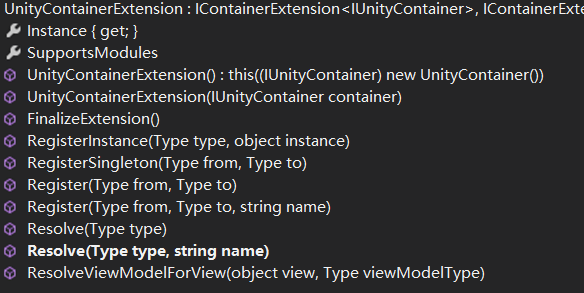 UnityContainerExtension : IContainerExtension<IUnityContainer>, IContainerExte
Instance { get; }
SupportsModules
UnityContainerExtension() : this((IUnityContainer) new UnityContainer())
UnityContainerExtension(IUnityContainer container)
FinalizeExtension()
RegisterInstance(Type type, object instance)
RegisterSingleton(Type from, Type to)
Register(Type from, Type to)
Register(Type from, Type to, string name)
Resolve(Type type)
Resolve(Type type, string name)
ResolveViewModelForView(object view, Type viewModelType)